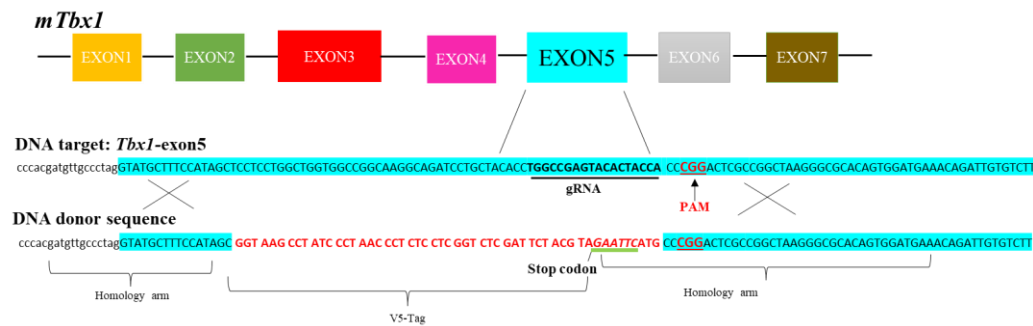 mTbx1
EXON1 EXON2 EXON3 EXON4 EXON5 EXON6 EXON7
DNA target: Tbx1-exon5
cccacgatgttgccctagGTATGCTTTCCATAGCTCCTCCTGGCTGGTGGCCGGCAAGGCAGATCCTGCTACACCTGGCCGAGTACACTACCA CCCGGACTCGCCGGCTAAGGGCGCACAGTGGATGAAACAGATTGTGTCTT
gRNA
PAM
DNA donor sequence
cccacgatgttgccctagGTATGCTTTCCATAGC GGT AAG CCT ATC CCT AAC CCT CTC CTC GGT CTC GAT TCT ACG TAGAATTCATG CCCGGACTCGCCGGCTAAGGGCGCACAGTGGATGAAACAGATTGTGTCTT
Stop codon
Homology arm
Homology arm
V5-Tag